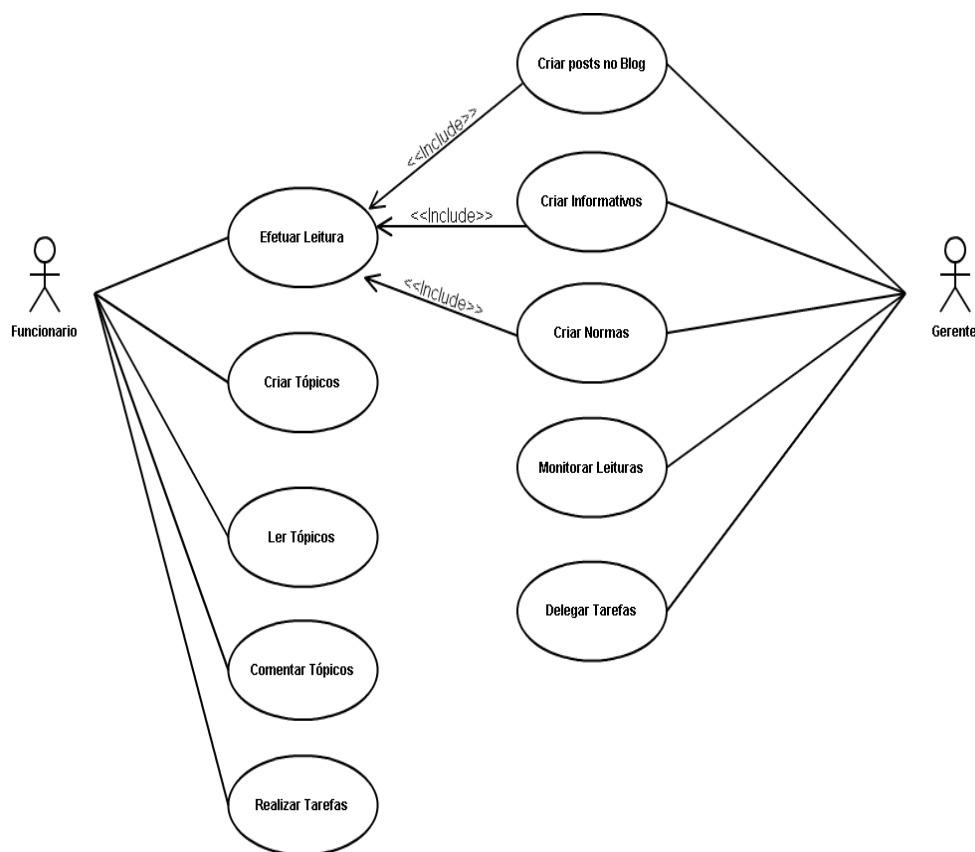 Criar posts no Blog
<<Include>>
Criar Informativos
<<Include>>
Efetuar Leitura
<<Include>>
Funcionario
Criar Normas
Gerente
Criar Tópicos
Monitorar Leituras
Ler Tópicos
Delegar Tarefas
Comentar Tópicos
Realizar Tarefas